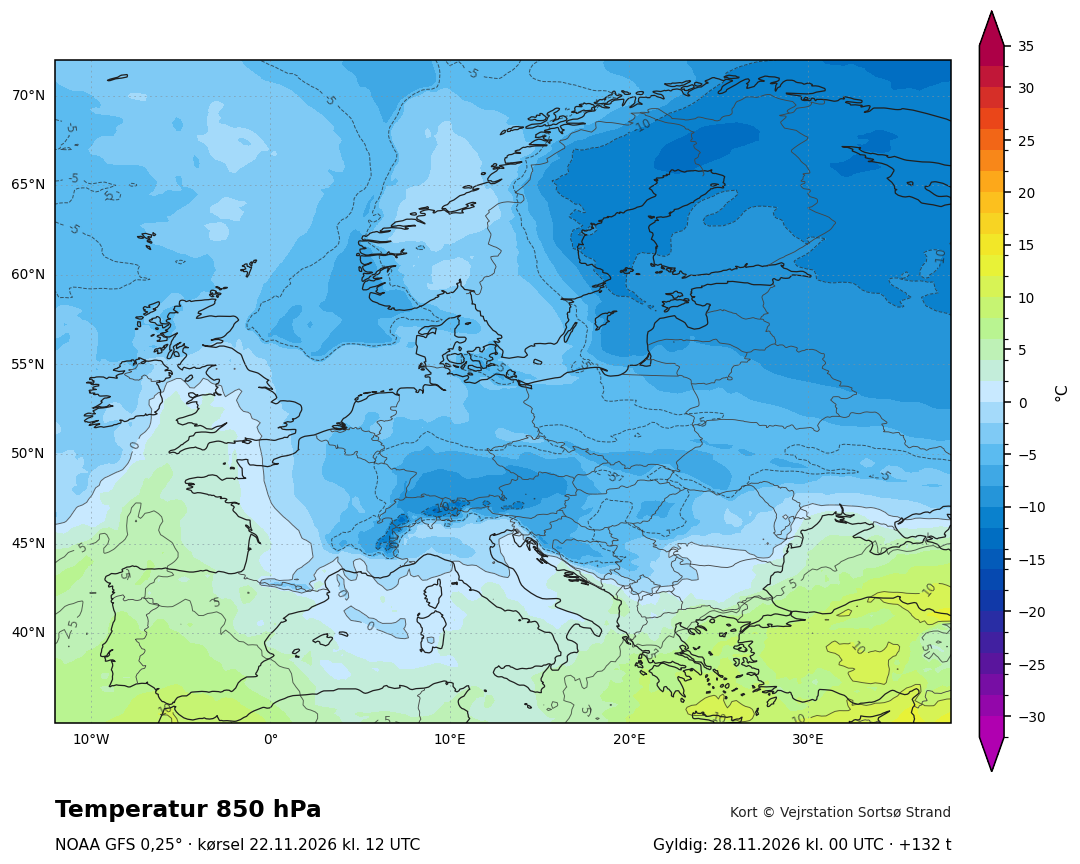 35
30
25
20
15
10
5
0
−5
−10
−15
−20
−25
−30
°C
70°N
65°N
60°N
55°N
50°N
45°N
40°N
10°W
0°
10°E
20°E
30°E
Temperatur 850 hPa
Kort © Vejrstation Sortsø Strand
NOAA GFS 0,25° · kørsel 22.11.2026 kl. 12 UTC
Gyldig: 28.11.2026 kl. 00 UTC · +132 t